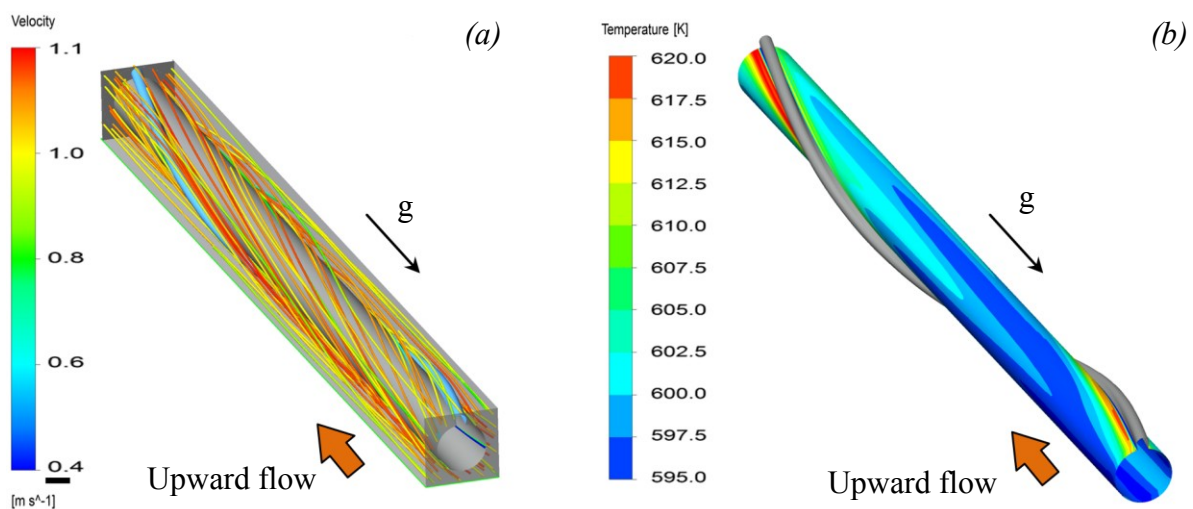 Velocity
(a)
1.1
1.0
0.8
0.6
0.4
[m s^-1]
g
Upward flow
Temperature [K]
(b)
620.0
617.5
615.0
612.5
610.0
607.5
605.0
602.5
600.0
597.5
595.0
g
Upward flow